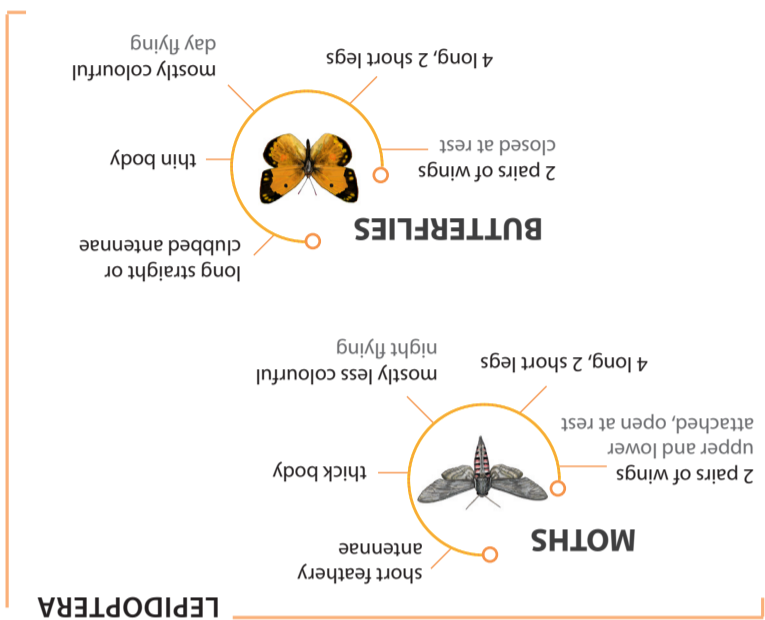 LEPIDOPTERA
MOTHS
2 pairs of wings
upper and lower
attached, open at rest
4 long, 2 short legs
mostly less colourful
night flying
thick body
short feathery
antennae
BUTTERFLIES
2 pairs of wings
closed at rest
4 long, 2 short legs
mostly colourful
day flying
thin body
long straight or
clubbed antennae